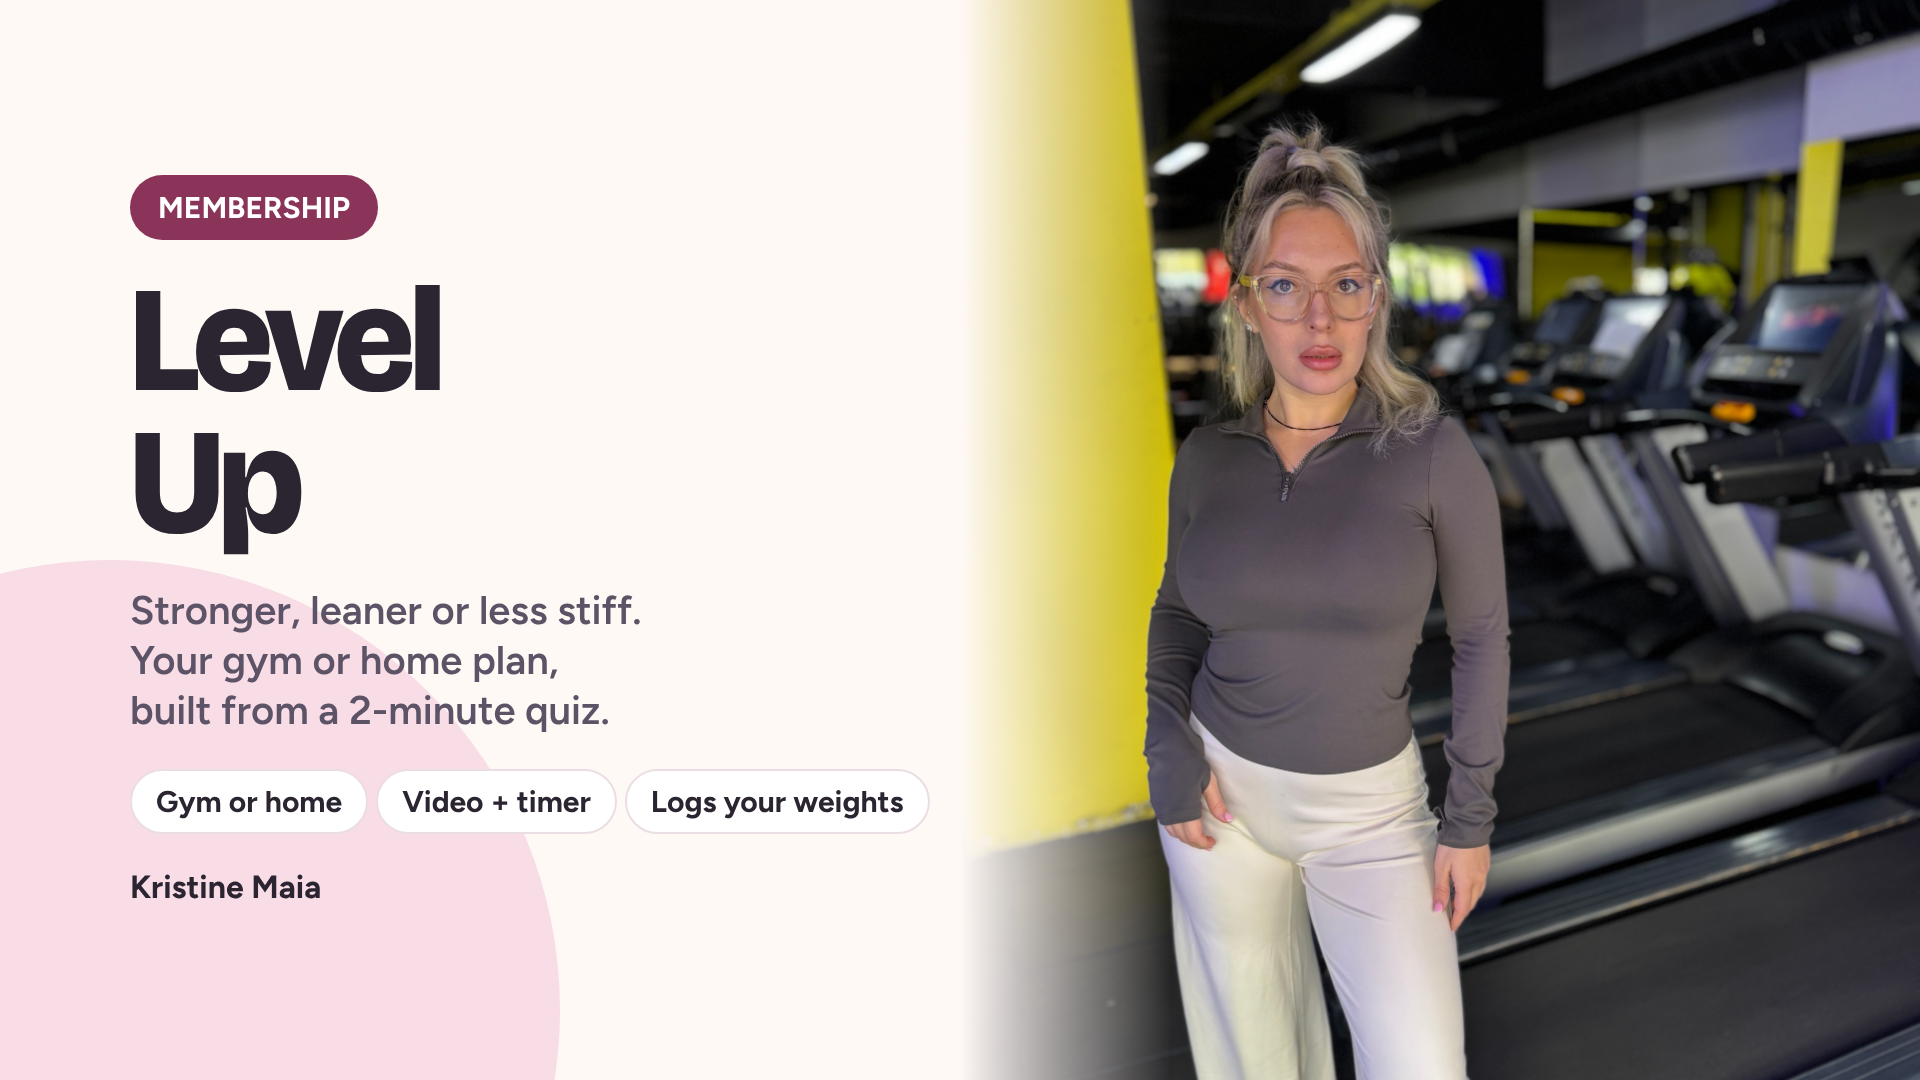 MEMBERSHIP
Level
Up
Stronger, leaner or less stiff.
Your gym or home plan,
built from a 2-minute quiz.
Gym or home
Video + timer
Logs your weights
Kristine Maia